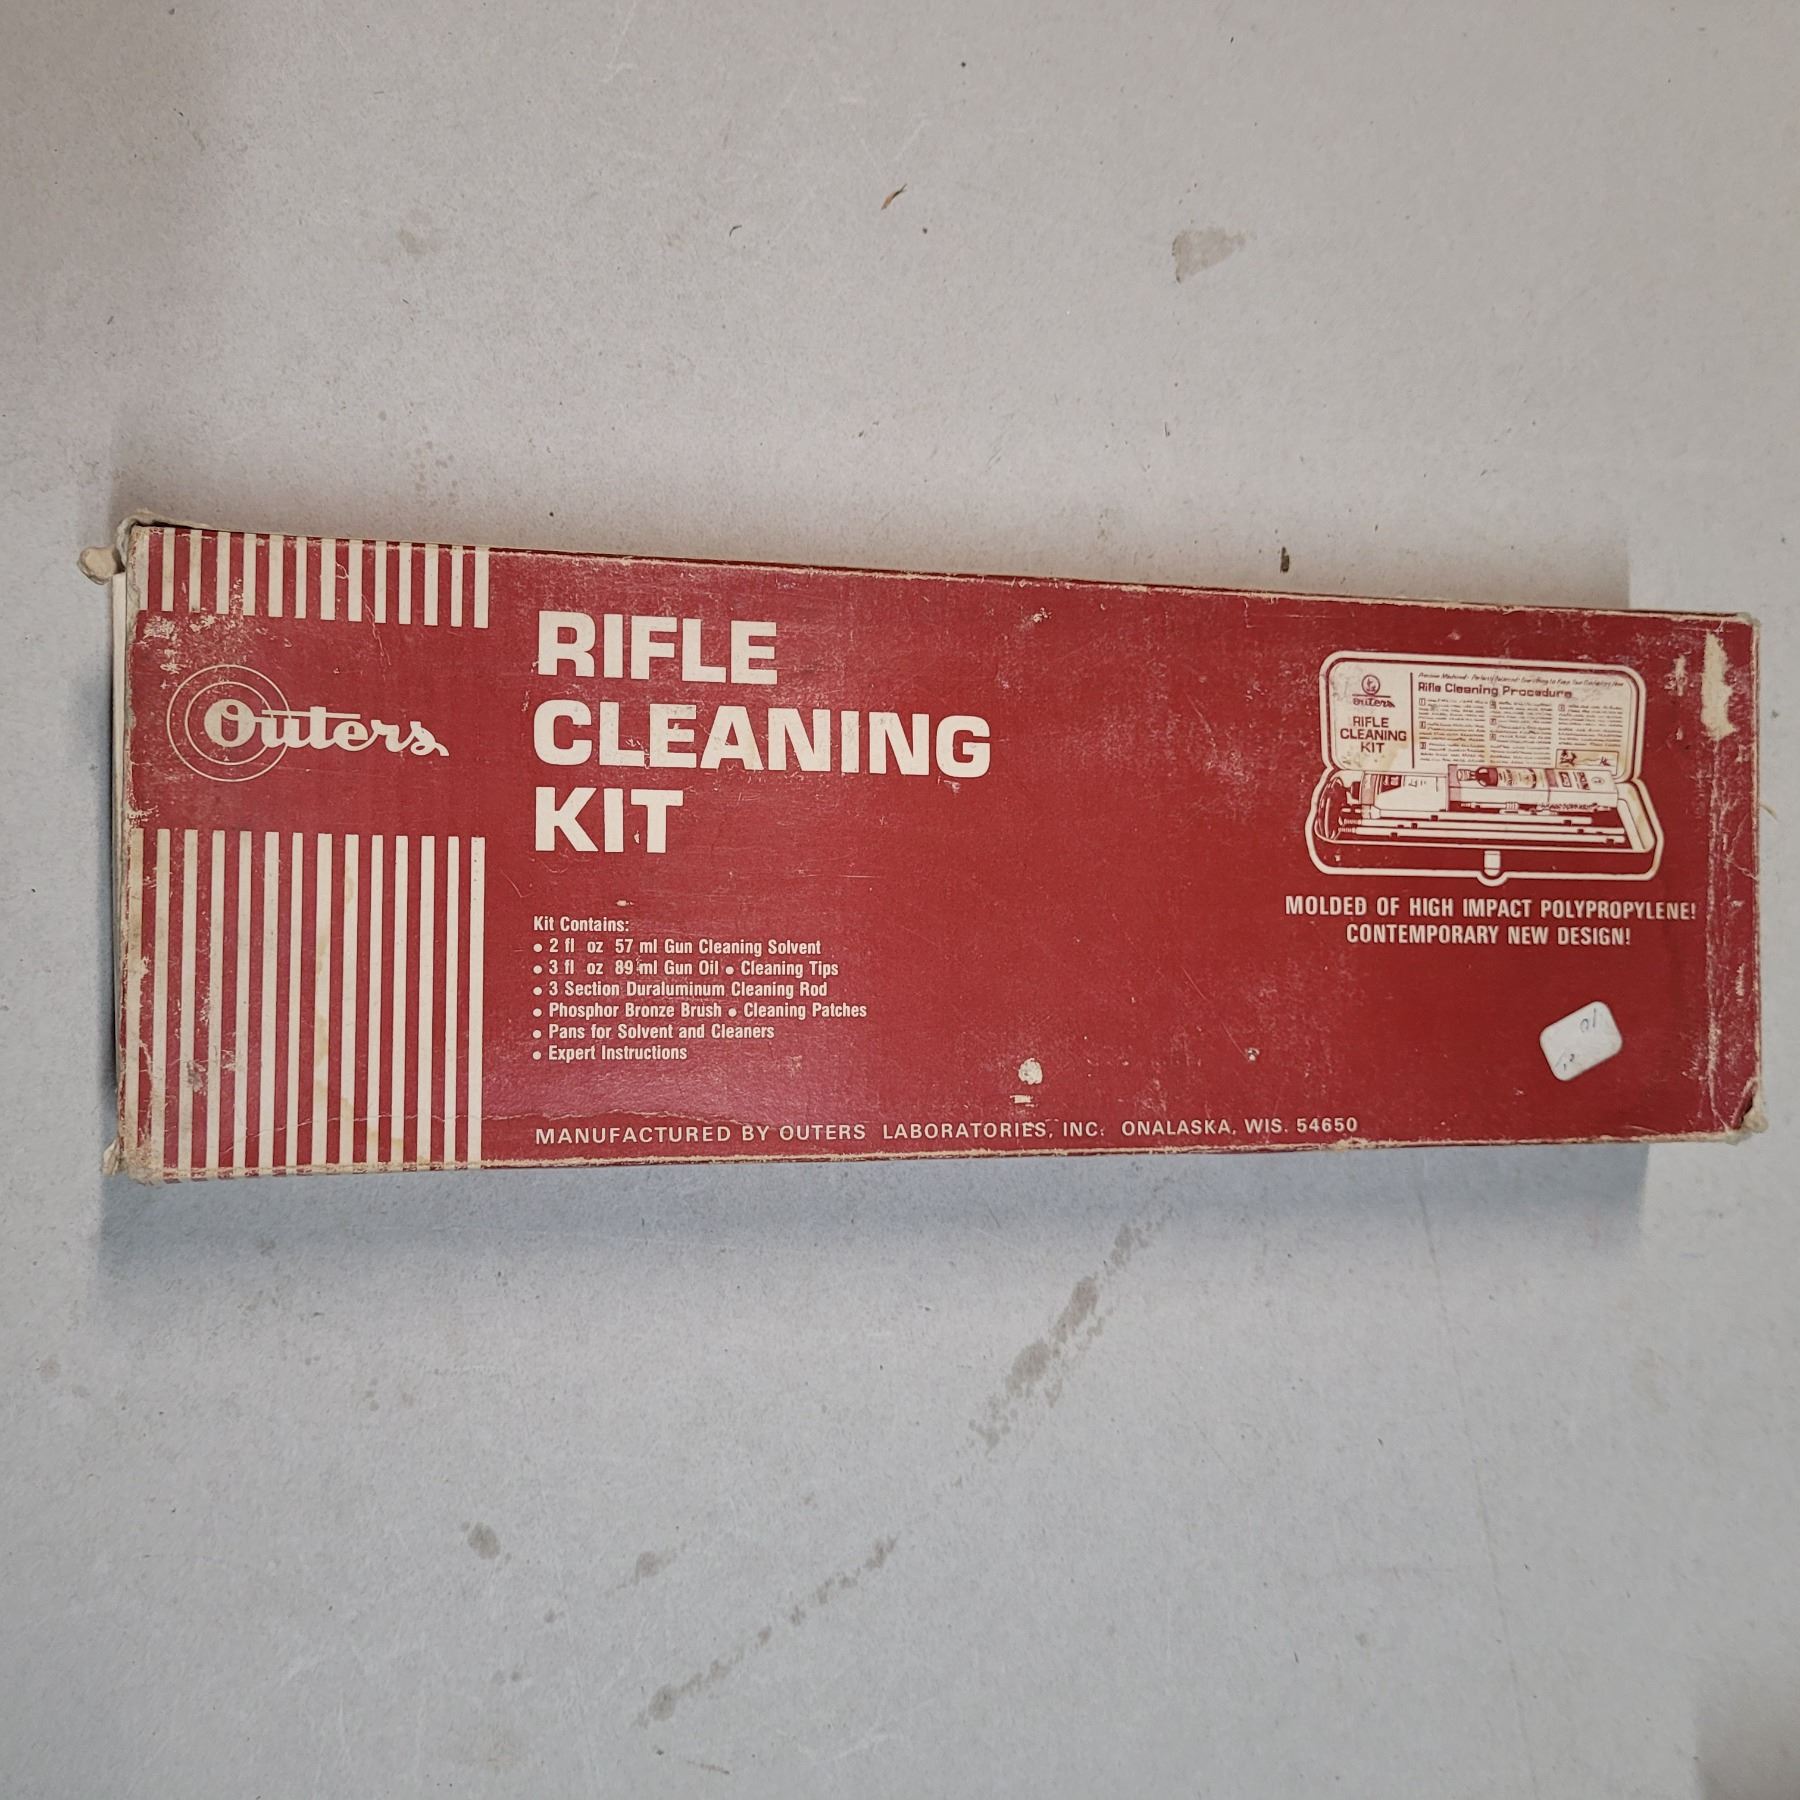 Outers
RIFLE
CLEANING
KIT
Kit Contains:
• 2 fl oz 57 ml Gun Cleaning Solvent
• 3 fl oz 89 ml Gun Oil • Cleaning Tips
• 3 Section Duraluminum Cleaning Rod
• Phosphor Bronze Brush • Cleaning Patches
• Pans for Solvent and Cleaners
• Expert Instructions
MANUFACTURED BY OUTERS LABORATORIES, INC. ONALASKA, WIS. 54650
Outers
RIFLE
CLEANING
KIT
Rifle Cleaning Procedure
MOLDED OF HIGH IMPACT POLYPROPYLENE!
CONTEMPORARY NEW DESIGN!